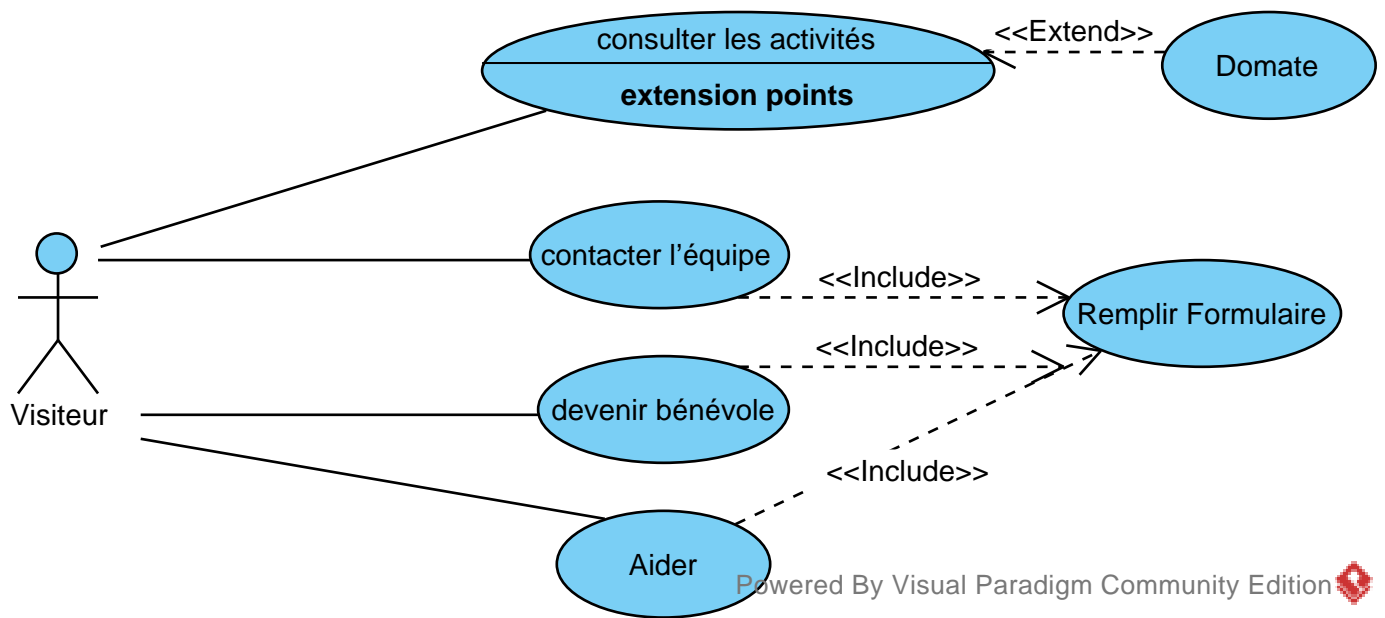 consulter les activités
extension points
<<Extend>>
Domate
contacter l’équipe
<<Include>>
Remplir Formulaire
<<Include>>
devenir bénévole
Visiteur
<<Include>>
Aider
Powered By Visual Paradigm Community Edition